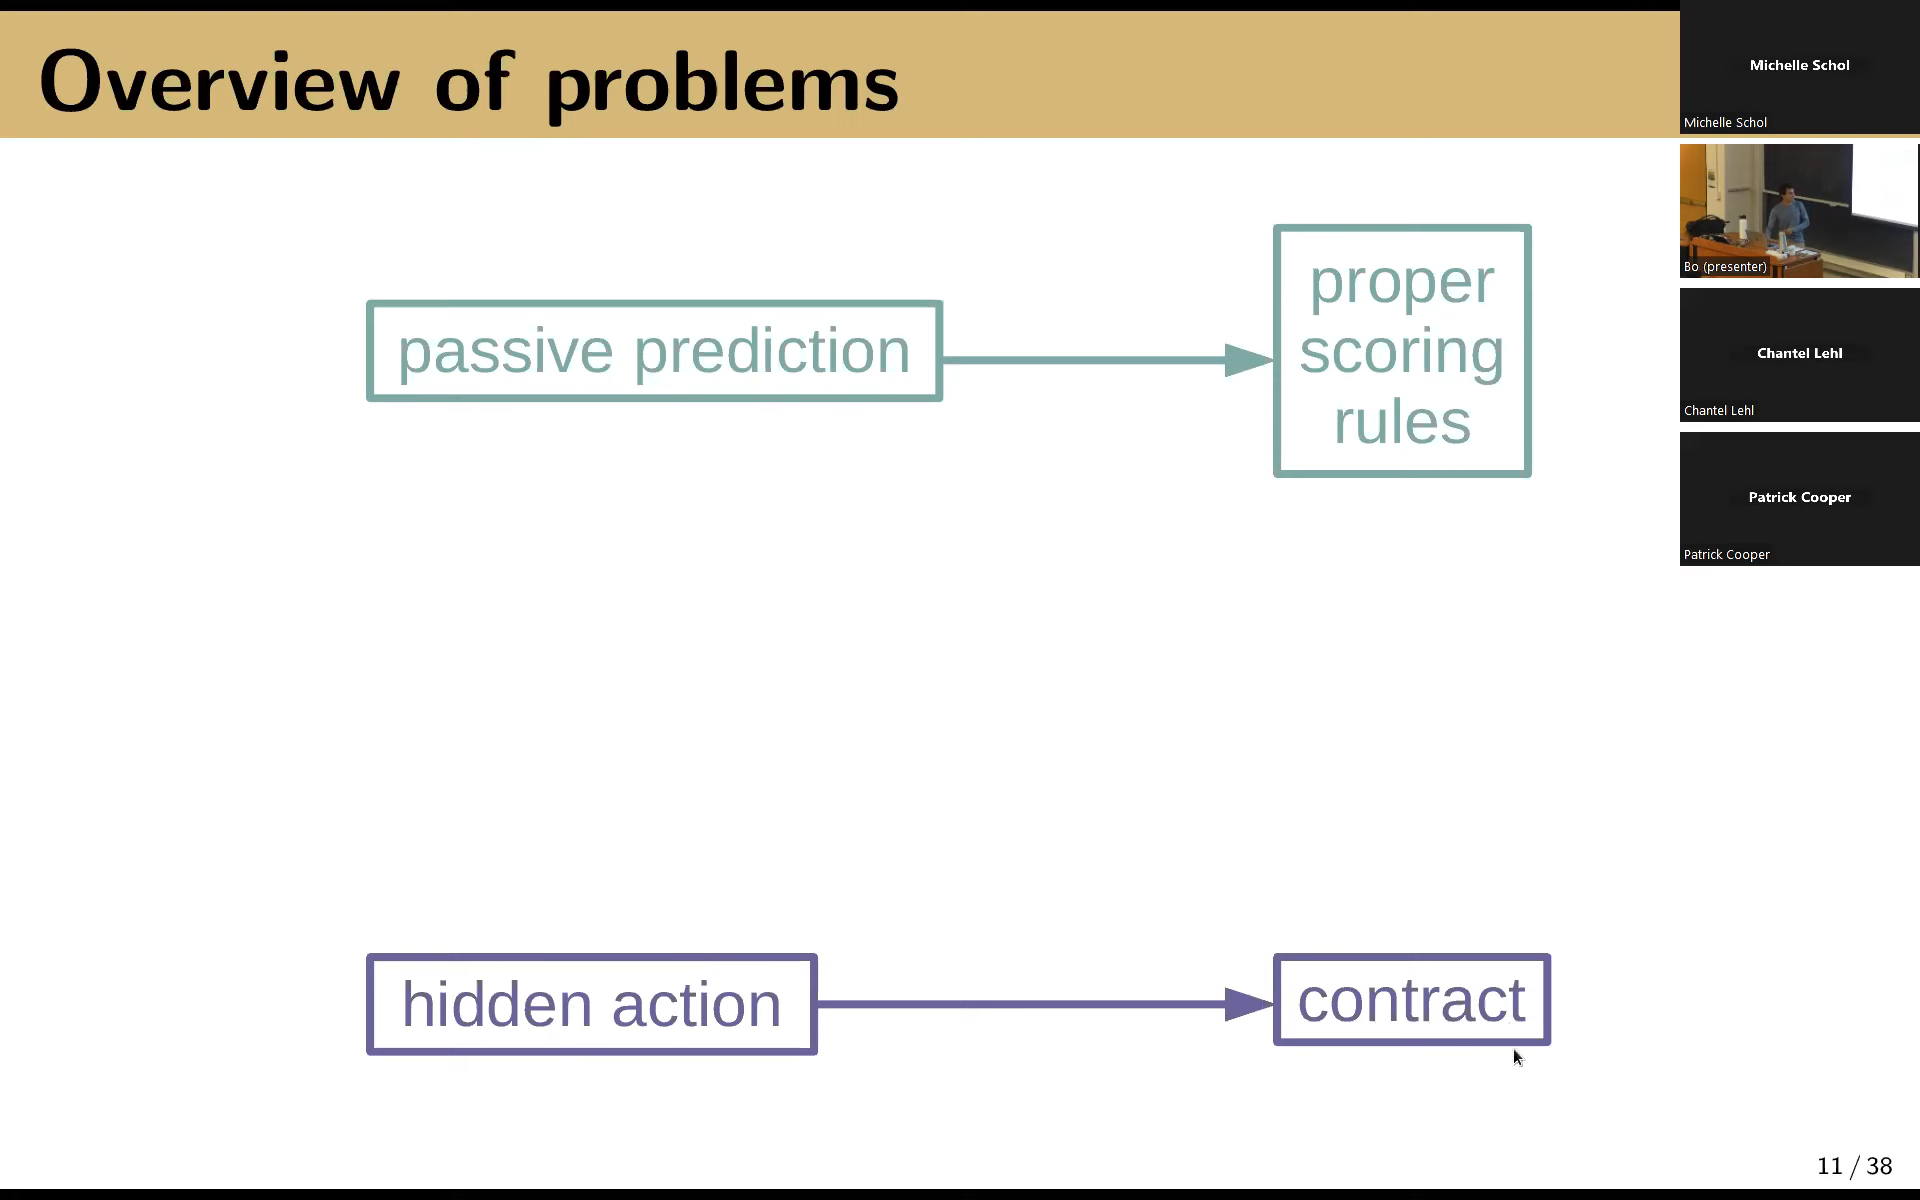 Overview of problems
passive prediction
proper
scoring
rules
hidden action
contract
11 / 38
Michelle Schol
Michelle Schol
Bo (presenter)
Chantel Lehl
Chantel Lehl
Patrick Cooper
Patrick Cooper